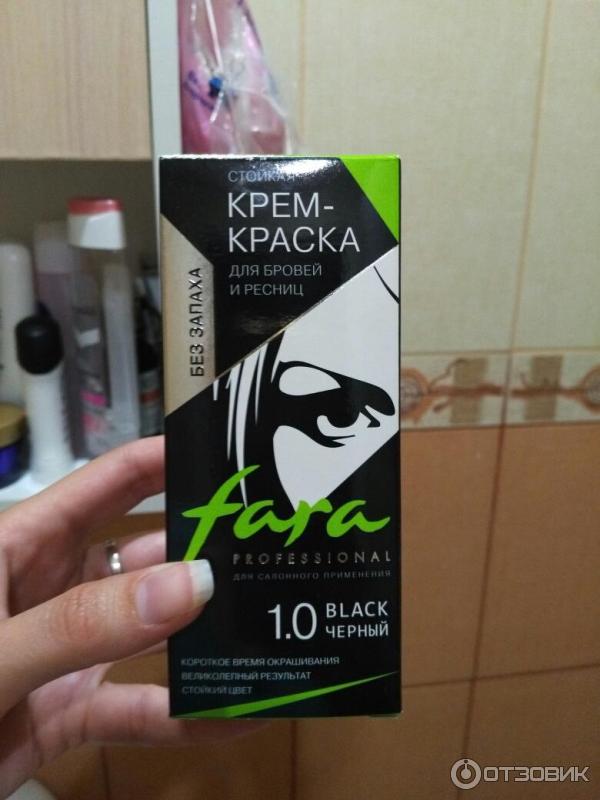 СТОЙКАЯ
КРЕМ-
КРАСКА
ДЛЯ БРОВЕЙ
И РЕСНИЦ
БЕЗ ЗАПАХА
fara
PROFESSIONAL
ДЛЯ САЛОННОГО ПРИМЕНЕНИЯ
1.0 BLACK
ЧЕРНЫЙ
КОРОТКОЕ ВРЕМЯ ОКРАШИВАНИЯ
ВЕЛИКОЛЕПНЫЙ РЕЗУЛЬТАТ
СТОЙКИЙ ЦВЕТ
ОТЗОВИК